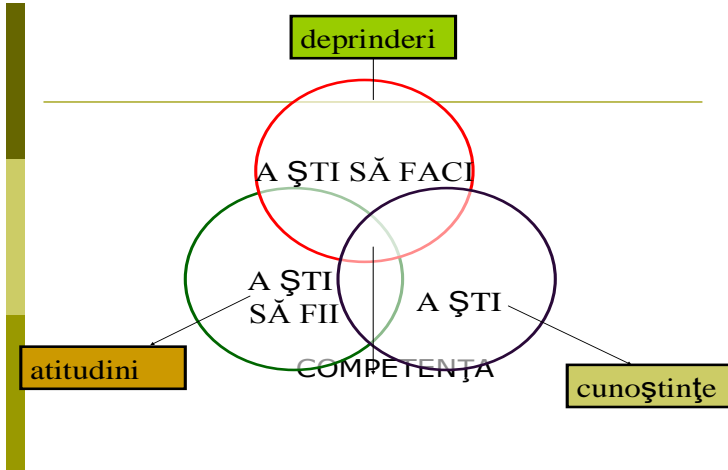 deprinderi
A ŞTI SĂ FACI
A ŞTI
SĂ FII
A ŞTI
atitudini
COMPETENŢA
cunoştinţe